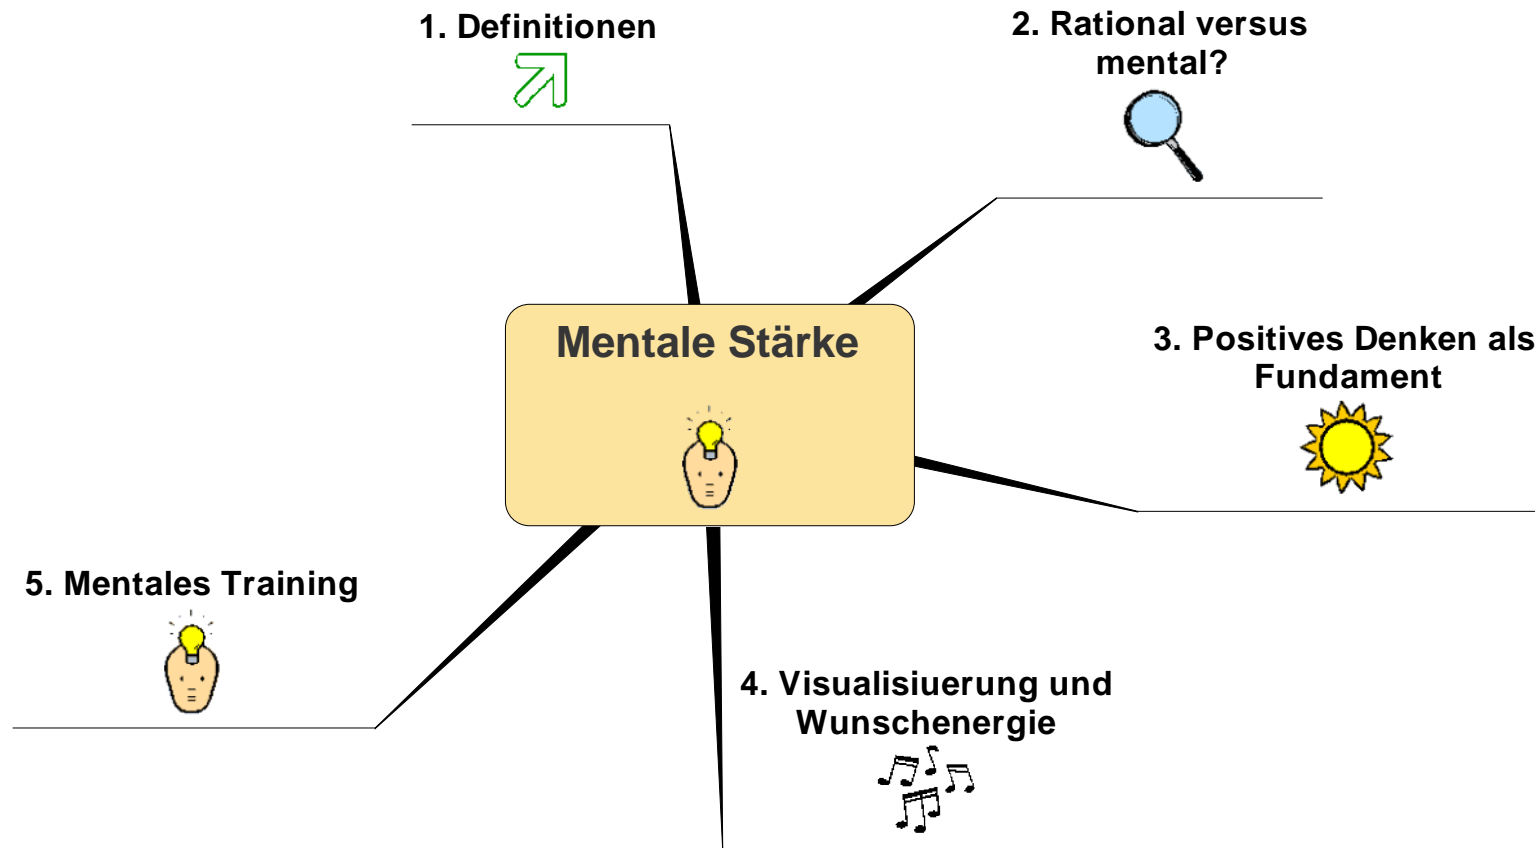 1. Definitionen
2. Rational versus
mental?
Mentale Stärke
3. Positives Denken als
Fundament
5. Mentales Training
4. Visualisiuerung und
Wunschenergie